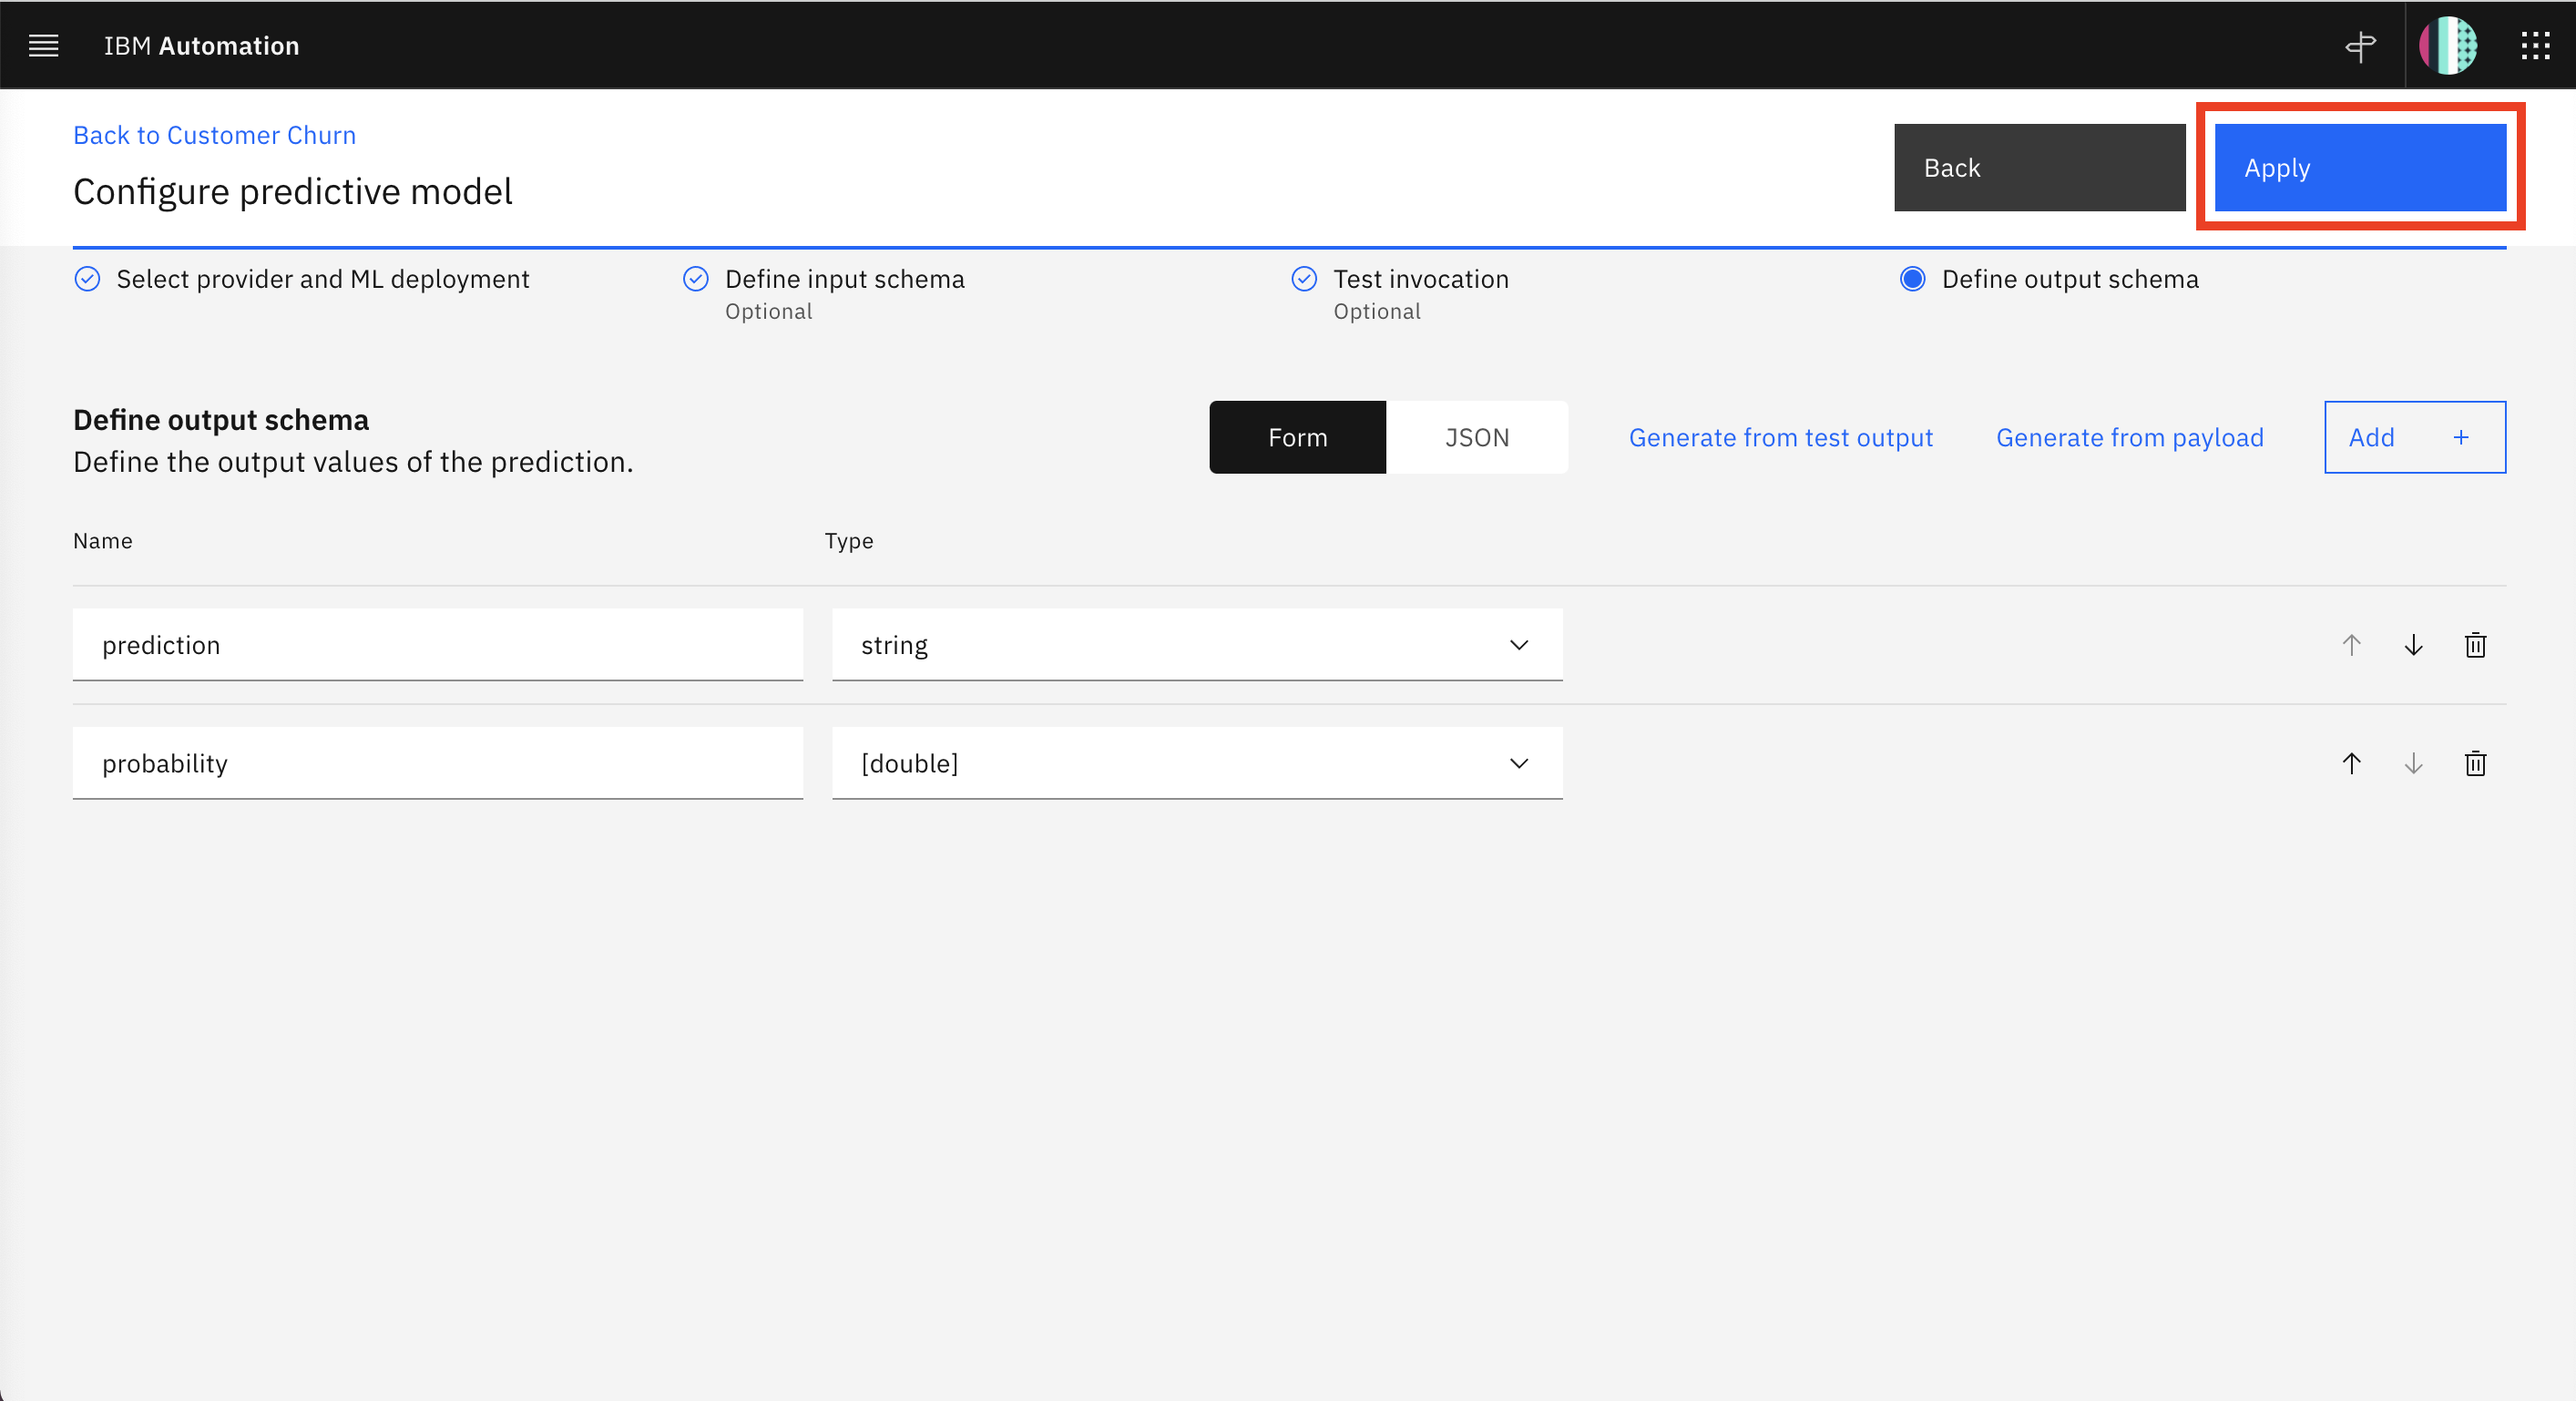 IBM Automation
Back to Customer Churn
Configure predictive model
Back
Apply
Select provider and ML deployment
Define input schema
Optional
Test invocation
Optional
Define output schema
Define output schema
Define the output values of the prediction.
Form
JSON
Generate from test output
Generate from payload
Add +
Name
Type
prediction
string
probability
[double]